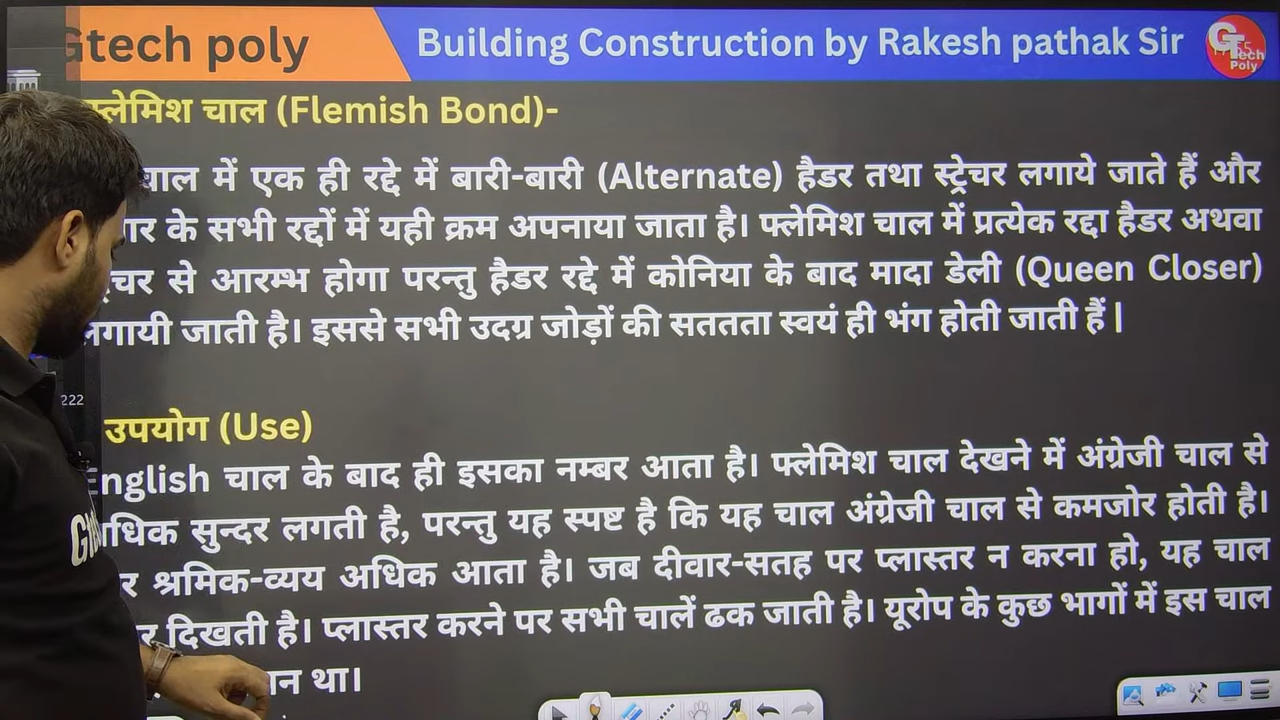 Gtech poly
Building Construction by Rakesh pathak Sir
GTech Poly
फ्लेमिश चाल (Flemish Bond)-
चाल में एक ही रद्दे में बारी-बारी (Alternate) हैडर तथा स्ट्रेचर लगाये जाते हैं और
के सभी रद्दों में यही क्रम अपनाया जाता है। फ्लेमिश चाल में प्रत्येक रद्दा हैडर अथवा
से आरम्भ होगा परन्तु हैडर रद्दे में कोनिया के बाद मादा डेली (Queen Closer)
लगायी जाती है। इससे सभी उदग्र जोड़ों की सततता स्वयं ही भंग होती जाती हैं |
222
उपयोग (Use)
English चाल के बाद ही इसका नम्बर आता है। फ्लेमिश चाल देखने में अंग्रेजी चाल से
अधिक सुन्दर लगती है, परन्तु यह स्पष्ट है कि यह चाल अंग्रेजी चाल से कमजोर होती है।
श्रमिक-व्यय अधिक आता है। जब दीवार-सतह पर प्लास्तर न करना हो, यह चाल
दिखती है। प्लास्तर करने पर सभी चालें ढक जाती है। यूरोप के कुछ भागों में इस चाल
था।